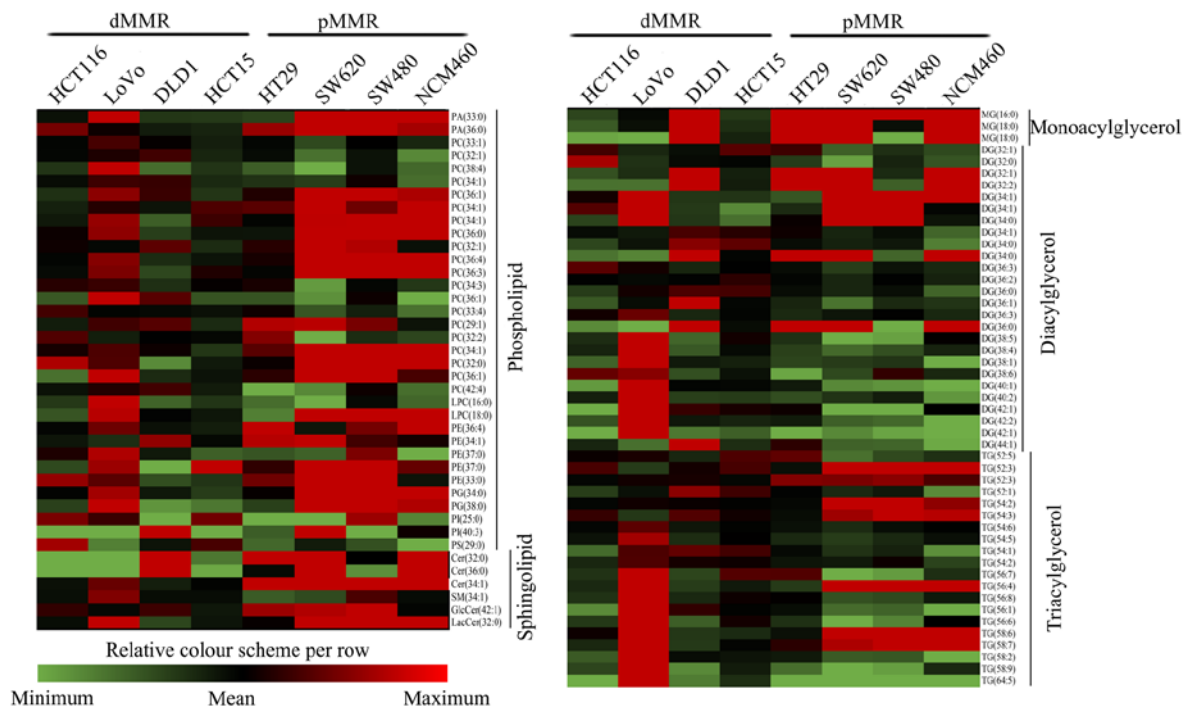 dMMR
pMMR
HCT116
LoVo
DLD1
HCT15
HT29
SW620
SW480
NCM460
PA(33:0)
PA(36:0)
PC(33:1)
PC(32:1)
PC(38:4)
PC(34:1)
PC(36:1)
PC(34:1)
PC(34:1)
PC(36:0)
PC(32:1)
PC(36:4)
PC(36:3)
PC(34:3)
PC(36:1)
PC(33:4)
PC(29:1)
PC(32:2)
PC(34:1)
PC(32:0)
PC(36:1)
PC(42:4)
LPC(16:0)
LPC(18:0)
PE(36:4)
PE(34:1)
PE(37:0)
PE(37:0)
PE(33:0)
PG(34:0)
PG(38:0)
PI(25:0)
PI(40:3)
PS(29:0)
Cer(32:0)
Cer(36:0)
Cer(34:1)
SM(34:1)
GlcCer(42:1)
LacCer(32:0)
Phospholipid
Sphingolipid
Relative colour scheme per row
Minimum
Mean
Maximum
dMMR
pMMR
HCT116
LoVo
DLD1
HCT15
HT29
SW620
SW480
NCM460
MG(16:0)
MG(18:0)
MG(18:0)
DG(32:1)
DG(32:0)
DG(32:1)
DG(32:2)
DG(34:1)
DG(34:1)
DG(34:0)
DG(34:1)
DG(34:0)
DG(34:0)
DG(36:3)
DG(36:2)
DG(36:0)
DG(36:1)
DG(36:3)
DG(36:0)
DG(38:5)
DG(38:4)
DG(38:1)
DG(38:6)
DG(40:1)
DG(40:2)
DG(42:1)
DG(42:2)
DG(42:1)
DG(44:1)
TG(52:5)
TG(52:3)
TG(52:3)
TG(52:1)
TG(54:2)
TG(54:3)
TG(54:6)
TG(54:5)
TG(54:1)
TG(54:2)
TG(56:7)
TG(56:4)
TG(56:8)
TG(56:1)
TG(56:6)
TG(58:6)
TG(58:7)
TG(58:2)
TG(58:9)
TG(64:5)
Monoacylglycerol
Diacylglycerol
Triacylglycerol